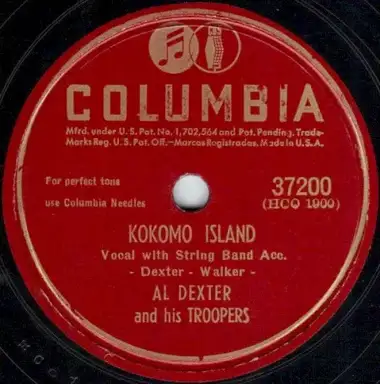 COLUMBIA
Mfrd. under U.S. Pat. No. 1,702,564 and Pat. Pending. Trade-
Marks Reg. U.S. Pat. Off.—Marcas Registradas. Made in U.S.A.
For perfect tone
use Columbia Needles
37200
(HCO 1909)
KOKOMO ISLAND
Vocal with String Band Acc.
- Dexter - Walker -
AL DEXTER
and his TROOPERS